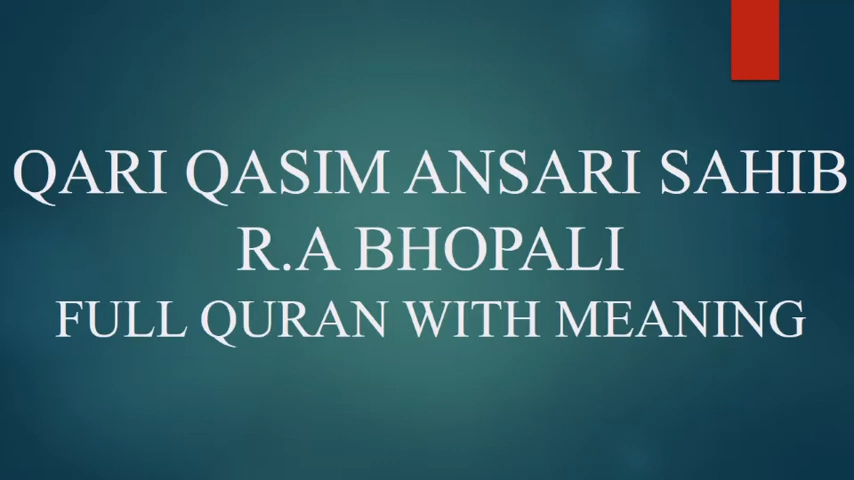 QARI QASIM ANSARI SAHIB
R.A BHOPALI
FULL QURAN WITH MEANING